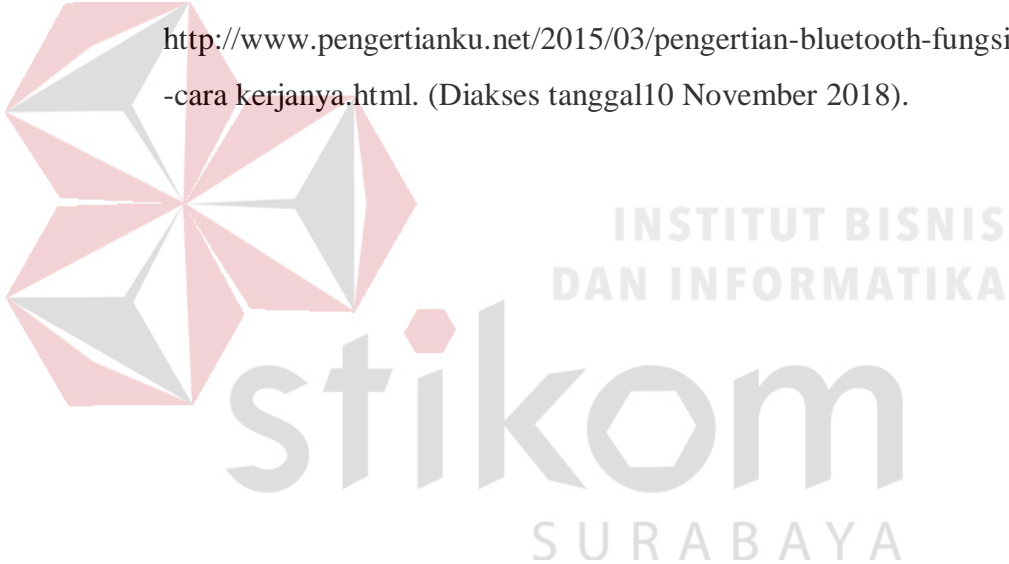 http://www.pengertianku.net/2015/03/pengertian-bluetooth-fungsi
-cara kerjanya.html. (Diakses tanggal10 November 2018).
INSTITUT BISNIS
DAN INFORMATIKA
stikom
SURABAYA